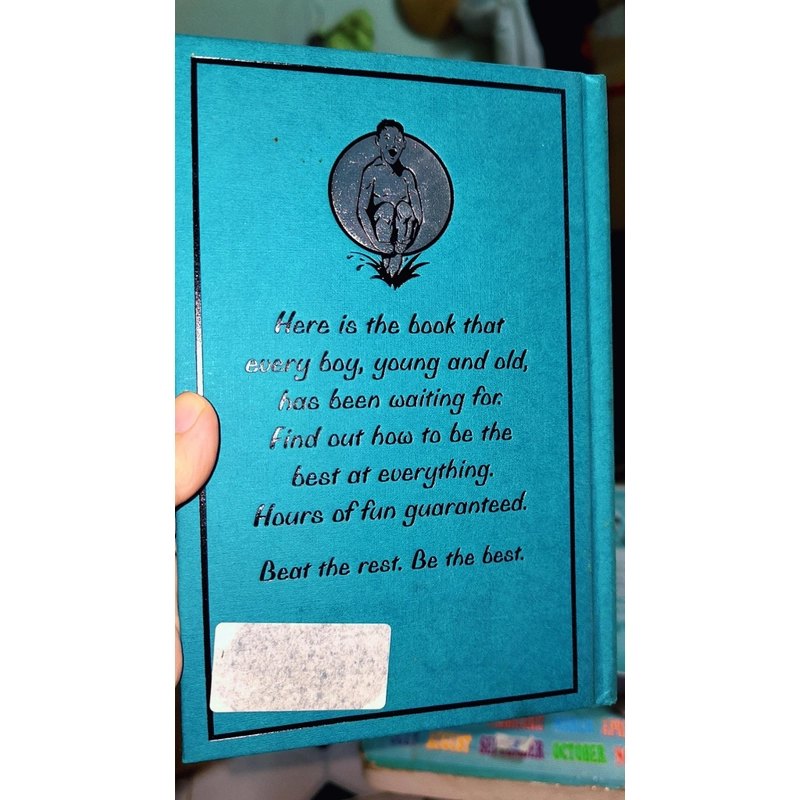 Here is the book that
every boy, young and old,
has been waiting for.
Find out how to be the
best at everything.
Hours of fun guaranteed.
Beat the rest. Be the best.
OCTOBER